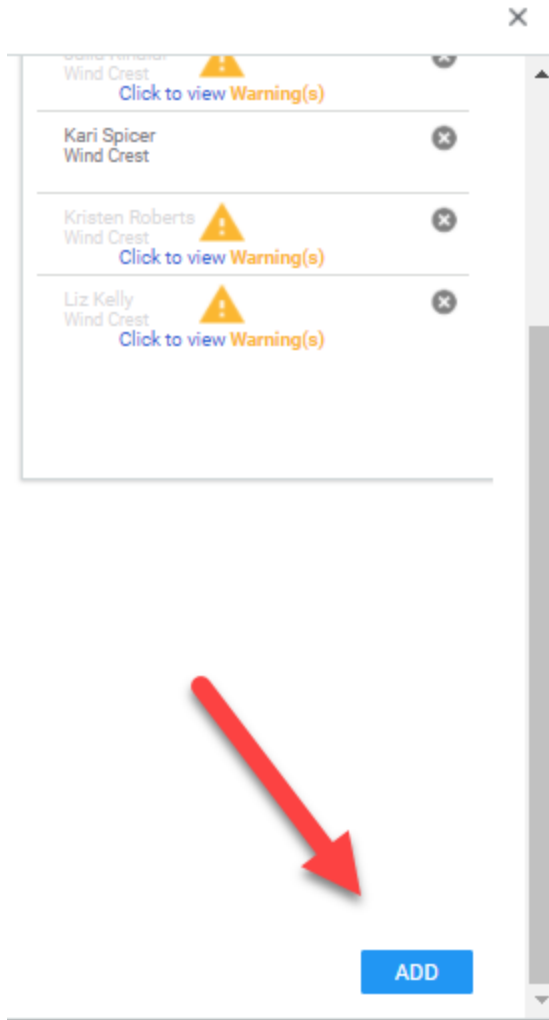 Wind Crest
Click to view Warning(s)
Kari Spicer
Wind Crest
Kristen Roberts
Wind Crest
Click to view Warning(s)
Liz Kelly
Wind Crest
Click to view Warning(s)
ADD